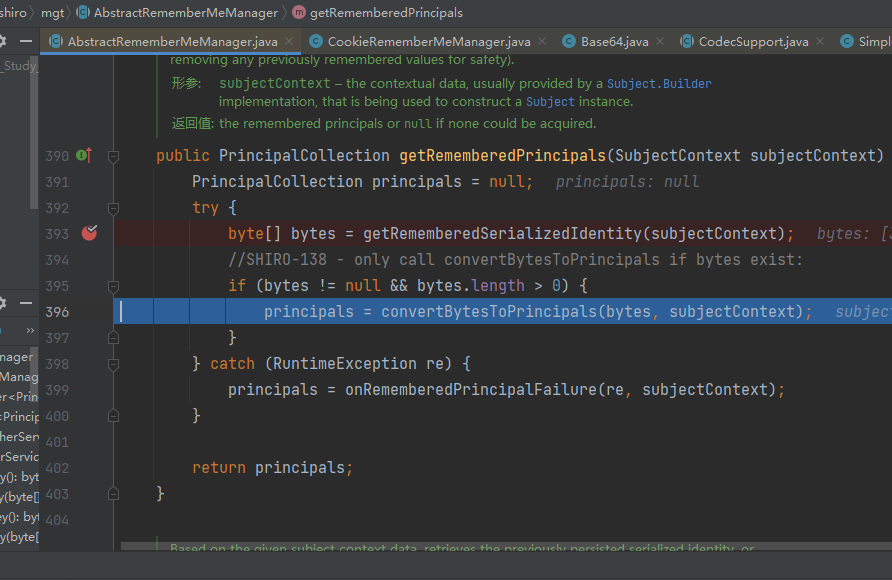 shiro > mgt > AbstractRememberMeManager > getRememberedPrincipals
AbstractRememberMeManager.java × CookieRememberMeManager.java × Base64.java × CodecSupport.java × Simpl
_Study
removing any previously remembered values for safety).
形参: subjectContext – the contextual data, usually provided by a Subject.Builder
implementation, that is being used to construct a Subject instance.
返回值: the remembered principals or null if none could be acquired.
390 public PrincipalCollection getRememberedPrincipals(SubjectContext subjectContext)
391 PrincipalCollection principals = null; principals: null
392 try {
393 byte[] bytes = getRememberedSerializedIdentity(subjectContext); bytes: [
394 //SHIRO-138 - only call convertBytesToPrincipals if bytes exist:
395 if (bytes != null && bytes.length > 0) {
396 principals = convertBytesToPrincipals(bytes, subjectContext); subjec
397 }
398 } catch (RuntimeException re) {
399 principals = onRememberedPrincipalFailure(re, subjectContext);
400 }
401
402 return principals;
403 }
404
Based on the given subject context data, retrieves the previously persisted serialized identity, or
»
nager
Manag
er<Prin
<Principa
herServ
rServic
y(): byt
y(byte[]
ey(): byt
y(byte[